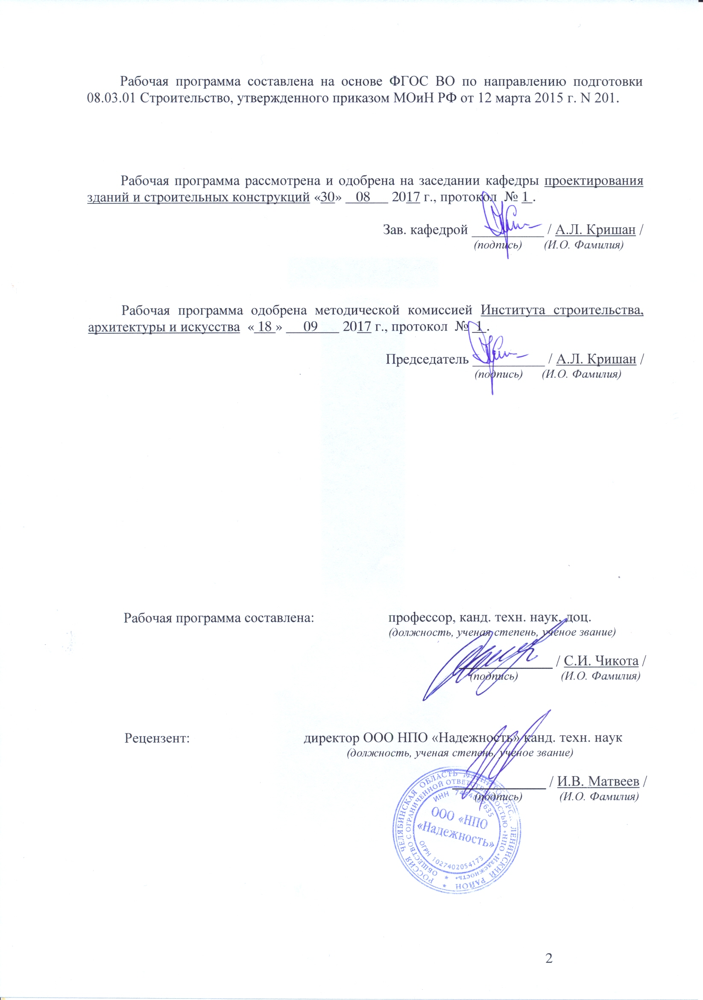 Рабочая программа составлена на основе ФГОС ВО по направлению подготовки
08.03.01 Строительство, утвержденного приказом МОиН РФ от 12 марта 2015 г. N 201.
Рабочая программа рассмотрена и одобрена на заседании кафедры проектирования
зданий и строительных конструкций «30» 08 2017 г., протокол № 1 .
Зав. кафедрой __________ / А.Л. Кришан /
(подпись) (И.О. Фамилия)
Рабочая программа одобрена методической комиссией Института строительства,
архитектуры и искусства « 18 » 09 2017 г., протокол № 1 .
Председатель __________ / А.Л. Кришан /
(подпись) (И.О. Фамилия)
Рабочая программа составлена: профессор, канд. техн. наук, доц.
(должность, ученая степень, ученое звание)
_____________ / С.И. Чикота /
(подпись) (И.О. Фамилия)
Рецензент: директор ООО НПО «Надежность» канд. техн. наук
(должность, ученая степень, ученое звание)
_____________ / И.В. Матвеев /
(подпись) (И.О. Фамилия)
РОССИЯ ЧЕЛЯБИНСКАЯ ОБЛАСТЬ ЛЕНИНСКИЙ РАЙОН *
ОБЩЕСТВО С ОГРАНИЧЕННОЙ ОТВЕТСТВЕННОСТЬЮ «НПО «Надежность» *
ИНН 7444007635
ООО «НПО
«Надежность»
ОГРН 1027402054173
2